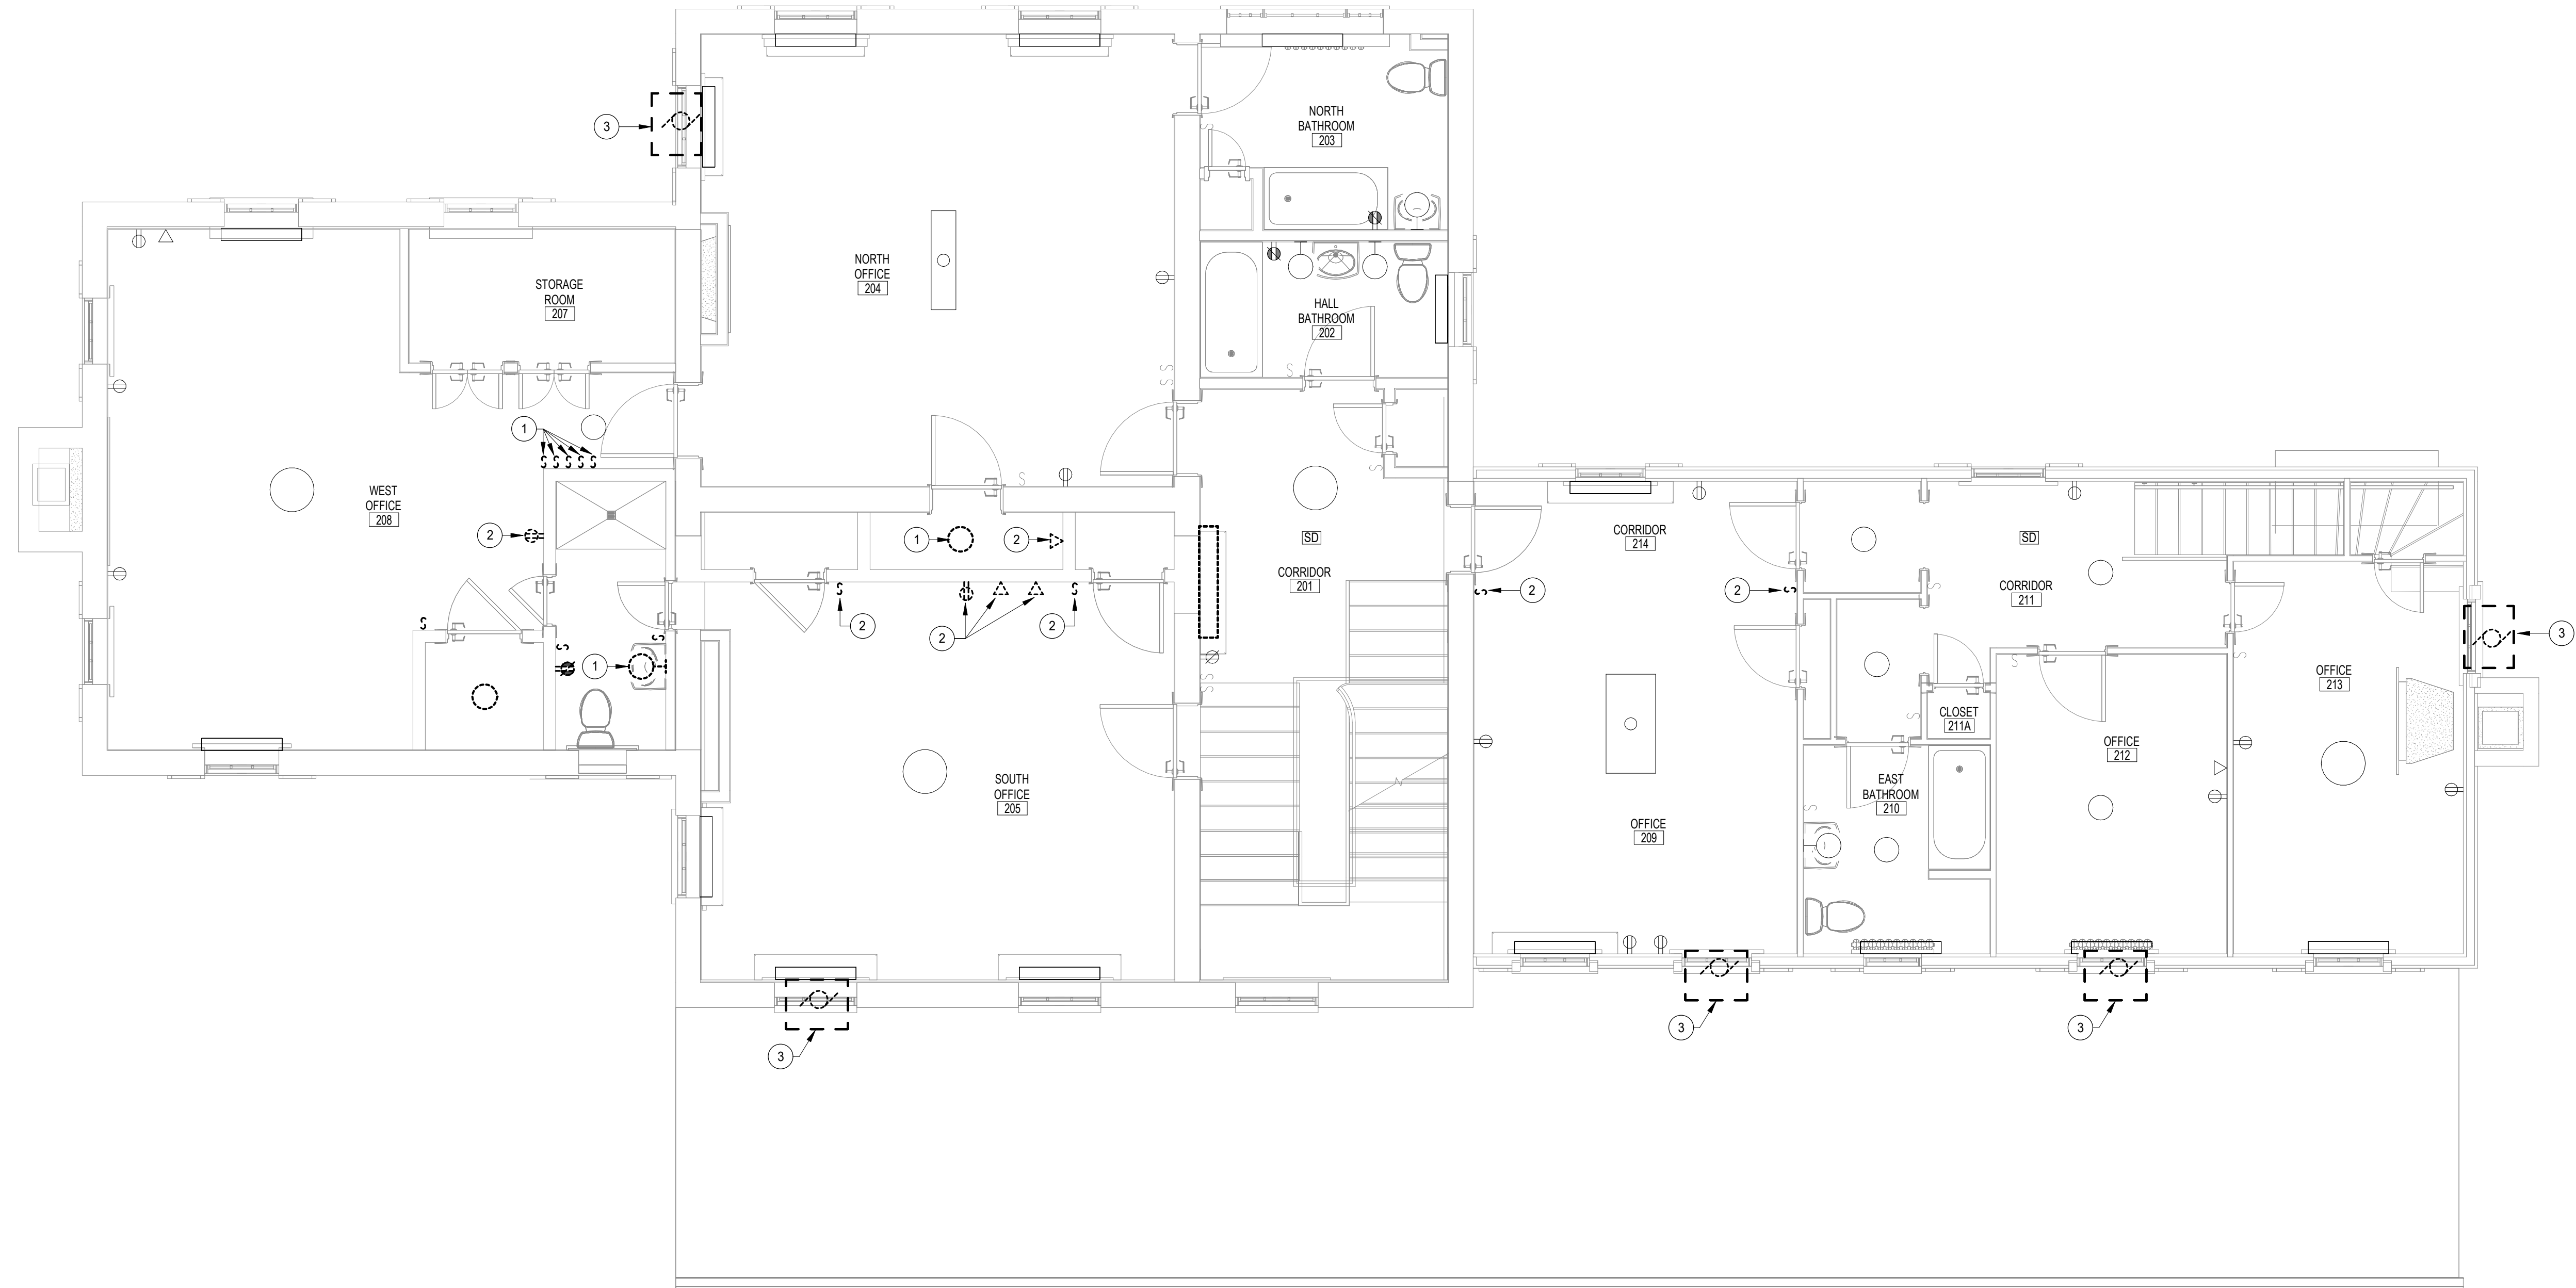 3
NORTH
BATHROOM
203
S
NORTH
OFFICE
204
STORAGE
ROOM
207
HALL
BATHROOM
202
S
S
S
S
1
S S S S S
WEST
OFFICE
208
S
2
1
2
SD
CORRIDOR
201
CORRIDOR
214
SD
CORRIDOR
211
S
S
2
S
2
2
S
2
S
2
S
2
S
S
S
1
S
S
S
S
3
OFFICE
213
S
CLOSET
211A
OFFICE
212
SOUTH
OFFICE
205
EAST
BATHROOM
210
S
OFFICE
209
3
3
3